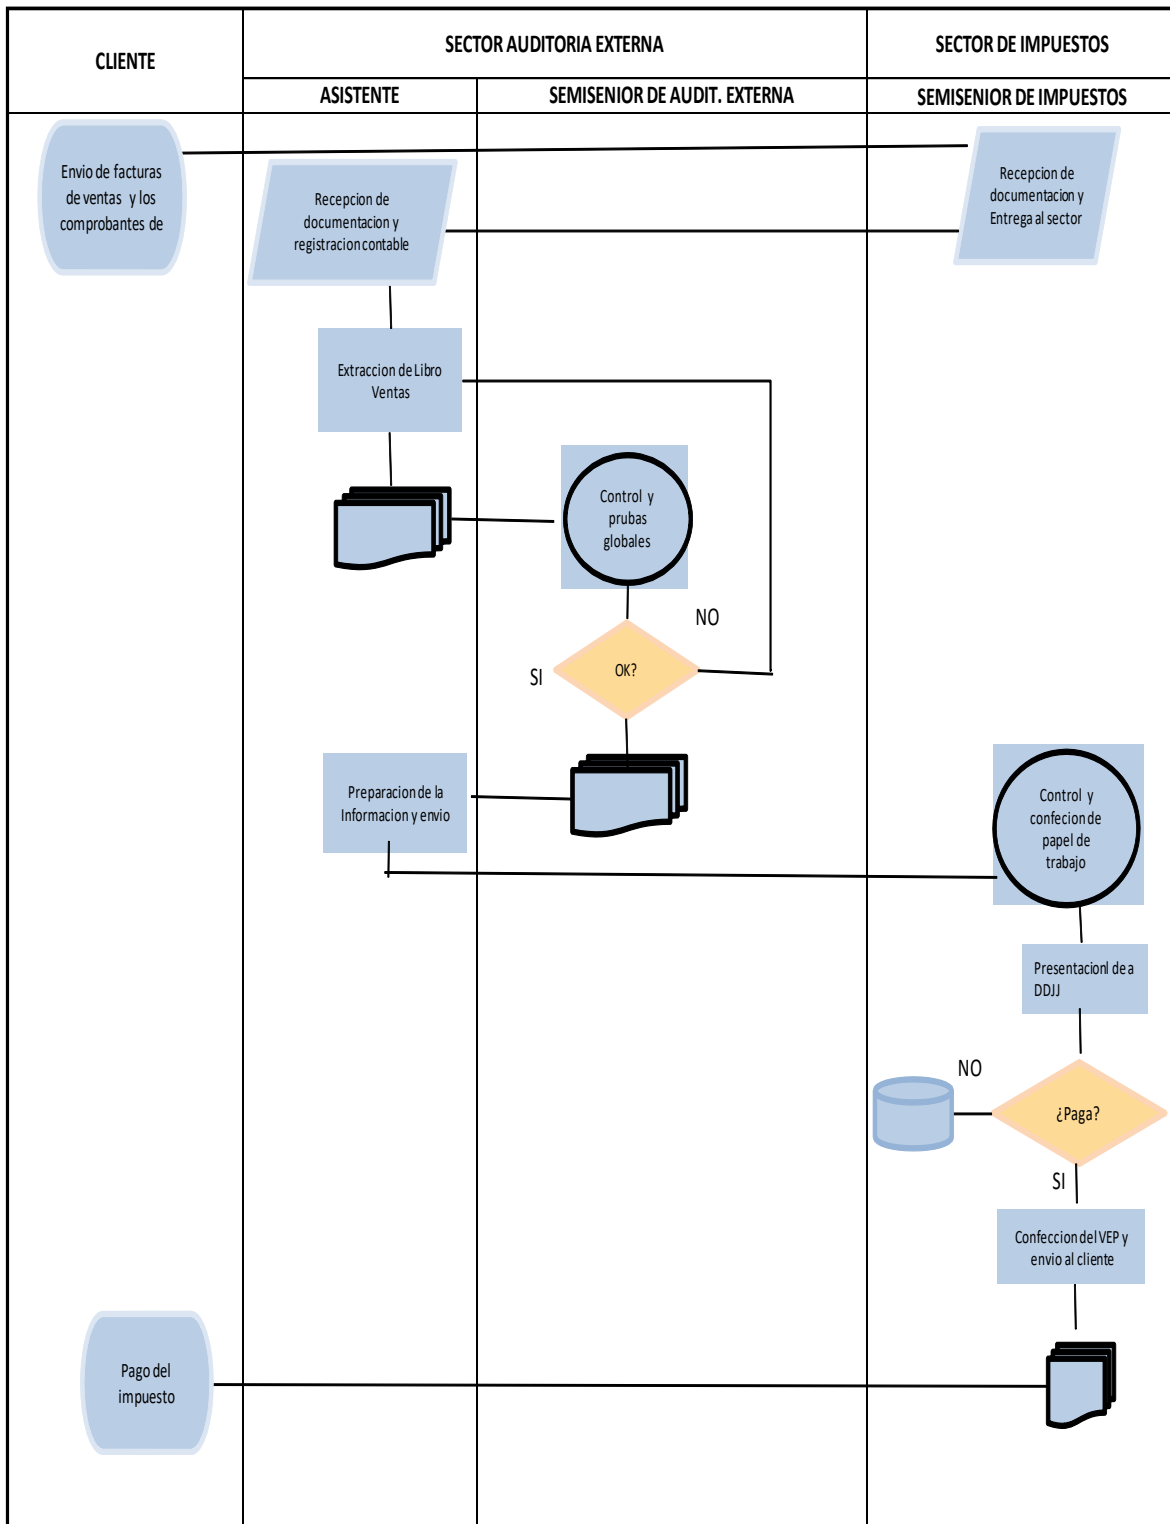 CLIENTE
SECTOR AUDITORIA EXTERNA
SECTOR DE IMPUESTOS
ASISTENTE
SEMISENIOR DE AUDIT. EXTERNA
SEMISENIOR DE IMPUESTOS
Envio de facturas
de ventas y los
comprobantes de
Recepcion de
documentacion y
registracion contable
Recepcion de
documentacion y
Entrega al sector
Extraccion de Libro
Ventas
Control y
prubas
globales
NO
SI
OK?
Preparacion de la
Informacion y envio
Control y
confecion de
papel de
trabajo
Presentacionl de a
DDJJ
NO
¿Paga?
SI
Confeccion del VEP y
envio al cliente
Pago del
impuesto